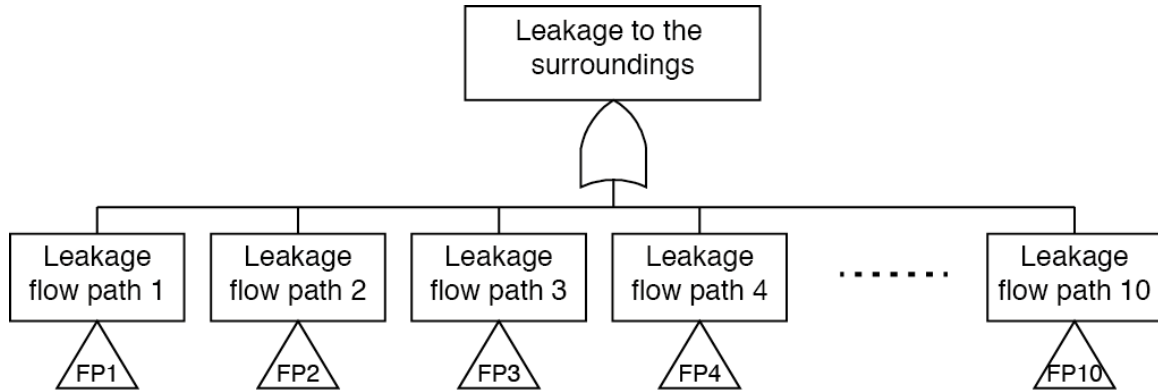 Leakage to the
surroundings
Leakage
flow path 1
Leakage
flow path 2
Leakage
flow path 3
Leakage
flow path 4
Leakage
flow path 10
FP1
FP2
FP3
FP4
FP10